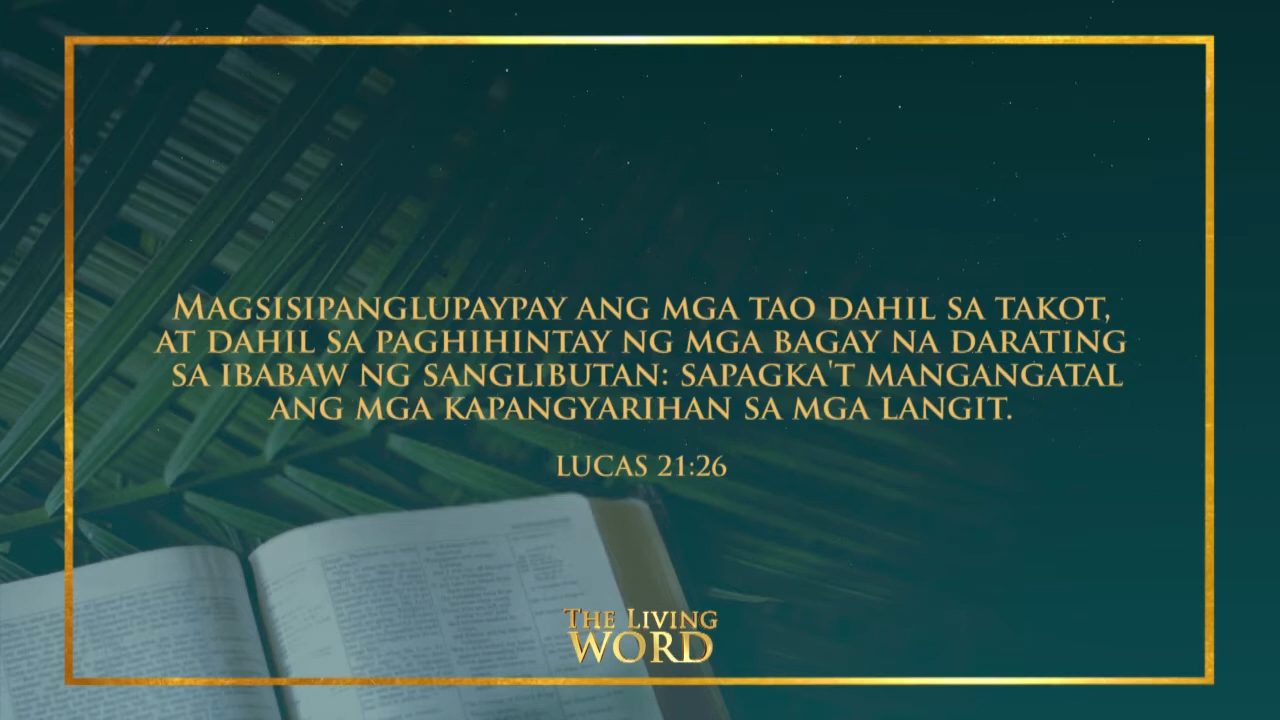 Magsisipanglupaypay ang mga tao dahil sa takot,
at dahil sa paghihintay ng mga bagay na darating
sa ibabaw ng sanglibutan: sapagka't mangangatal
ang mga kapangyarihan sa mga langit.
Lucas 21:26
The Living
Word